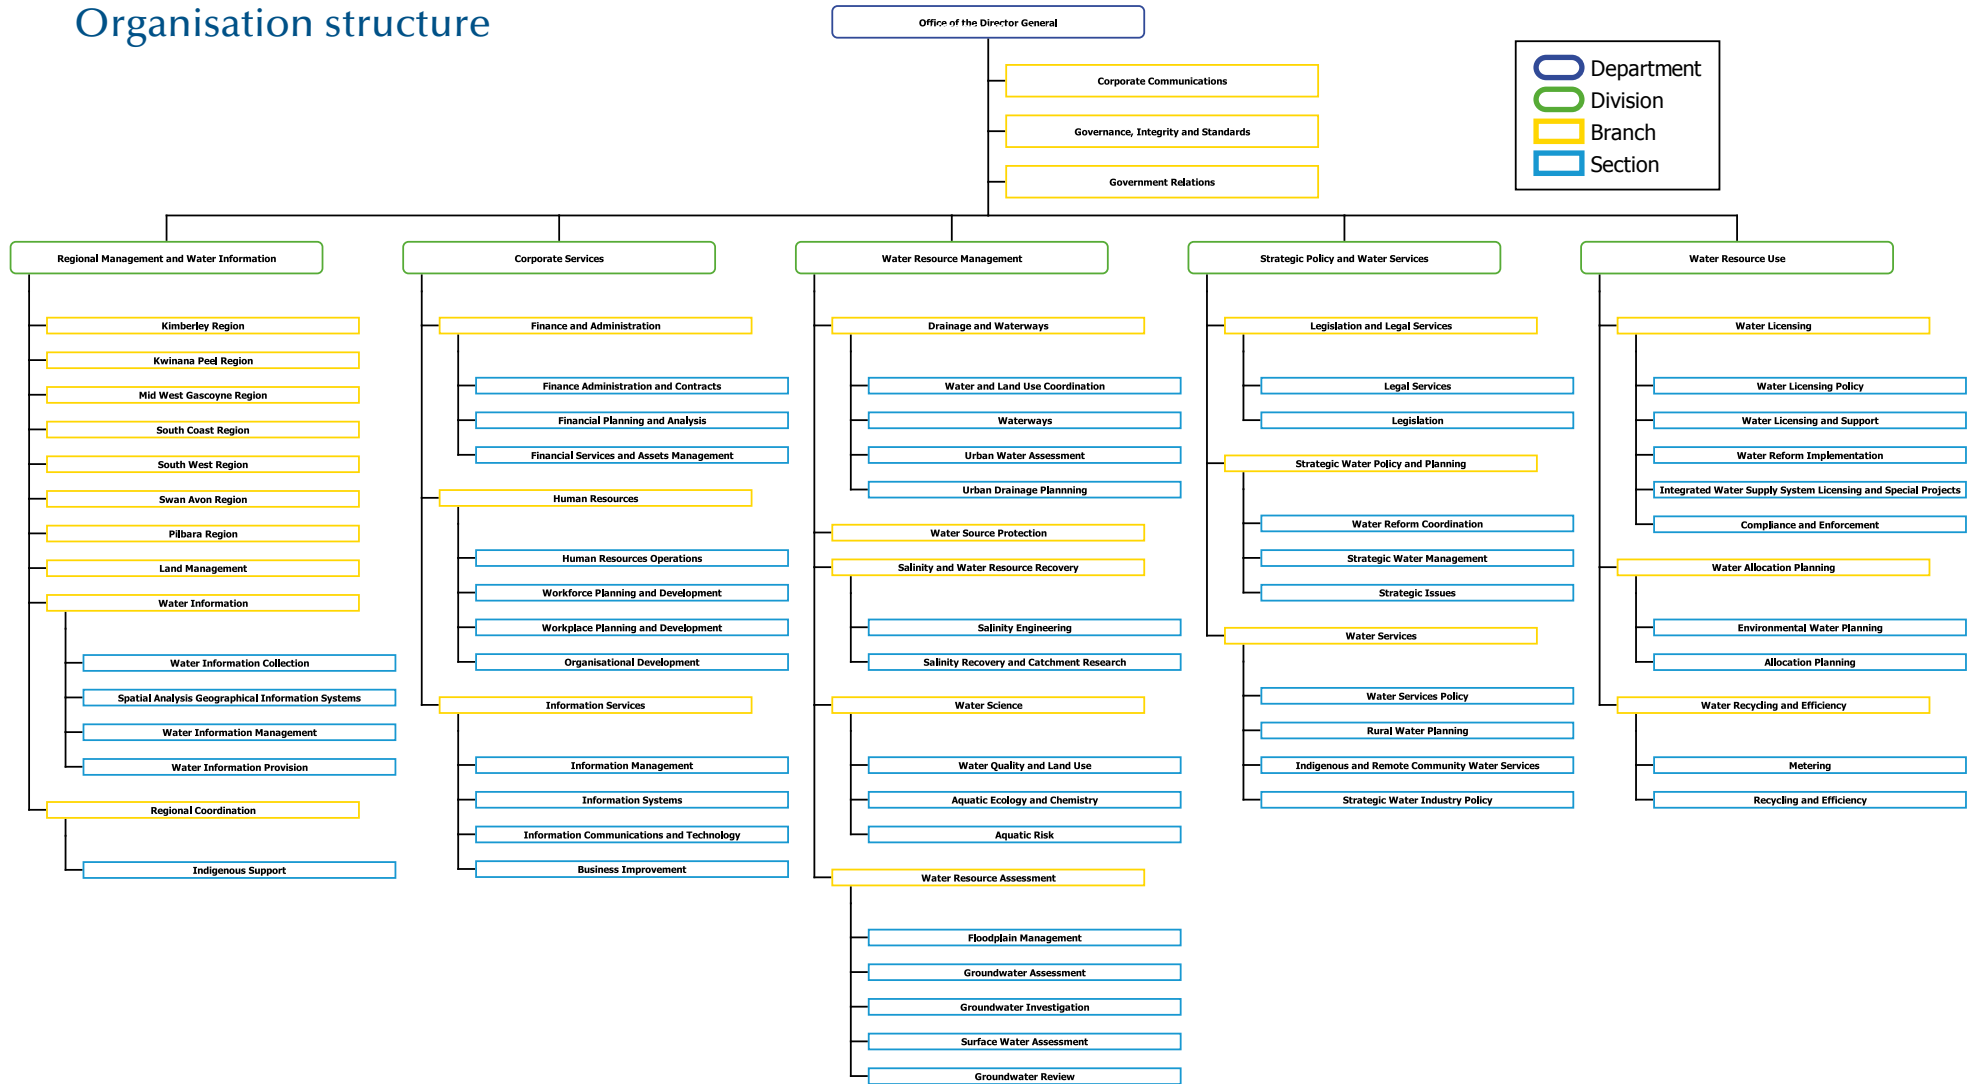 Organisation structure
Office of the Director General
Corporate Communications
Governance, Integrity and Standards
Government Relations
Department
Division
Branch
Section
Regional Management and Water Information
Kimberley Region
Kwinana Peel Region
Mid West Gascoyne Region
South Coast Region
South West Region
Swan Avon Region
Pilbara Region
Land Management
Water Information
Water Information Collection
Spatial Analysis Geographical Information Systems
Water Information Management
Water Information Provision
Regional Coordination
Indigenous Support
Corporate Services
Finance and Administration
Finance Administration and Contracts
Financial Planning and Analysis
Financial Services and Assets Management
Human Resources
Human Resources Operations
Workforce Planning and Development
Workplace Planning and Development
Organisational Development
Information Services
Information Management
Information Systems
Information Communications and Technology
Business Improvement
Water Resource Management
Drainage and Waterways
Water and Land Use Coordination
Waterways
Urban Water Assessment
Urban Drainage Plannning
Water Source Protection
Salinity and Water Resource Recovery
Salinity Engineering
Salinity Recovery and Catchment Research
Water Science
Water Quality and Land Use
Aquatic Ecology and Chemistry
Aquatic Risk
Water Resource Assessment
Floodplain Management
Groundwater Assessment
Groundwater Investigation
Surface Water Assessment
Groundwater Review
Strategic Policy and Water Services
Legislation and Legal Services
Legal Services
Legislation
Strategic Water Policy and Planning
Water Reform Coordination
Strategic Water Management
Strategic Issues
Water Services
Water Services Policy
Rural Water Planning
Indigenous and Remote Community Water Services
Strategic Water Industry Policy
Water Resource Use
Water Licensing
Water Licensing Policy
Water Licensing and Support
Water Reform Implementation
Integrated Water Supply System Licensing and Special Projects
Compliance and Enforcement
Water Allocation Planning
Environmental Water Planning
Allocation Planning
Water Recycling and Efficiency
Metering
Recycling and Efficiency